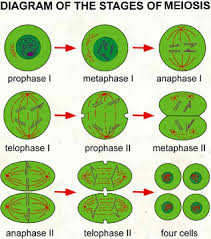 DIAGRAM OF THE STAGES OF MEIOSIS
prophase I
metaphase I
anaphase I
telophase I
prophase II
metaphase II
anaphase II
telophase II
four cells